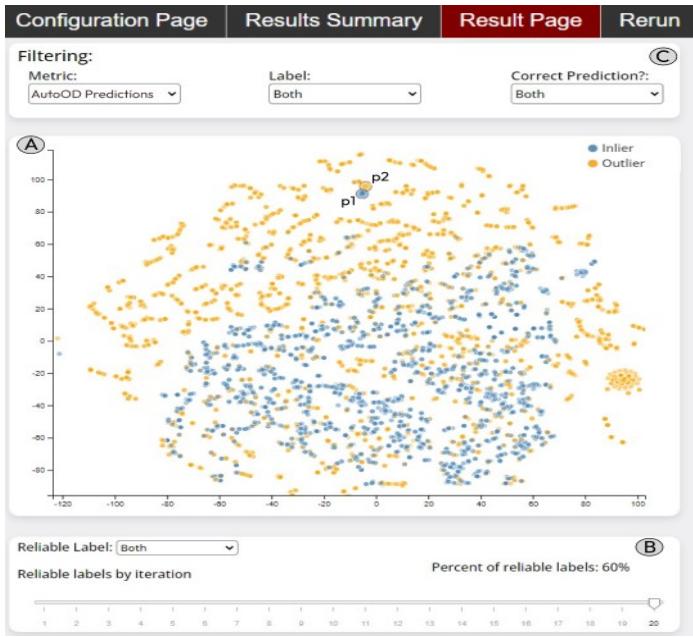 Configuration Page Results Summary Result Page Rerun
Filtering: C
Metric: Label: Correct Prediction?:
AutoOD Predictions Both Both
A
Inlier
Outlier
p2
p1
100
80
60
40
20
0
-20
-40
-60
-80
-120 -100 -80 -60 -40 -20 0 20 40 60 80 100
Reliable Label: Both B
Reliable labels by iteration Percent of reliable labels: 60%
1 2 3 4 5 6 7 8 9 10 11 12 13 14 15 16 17 18 19 20